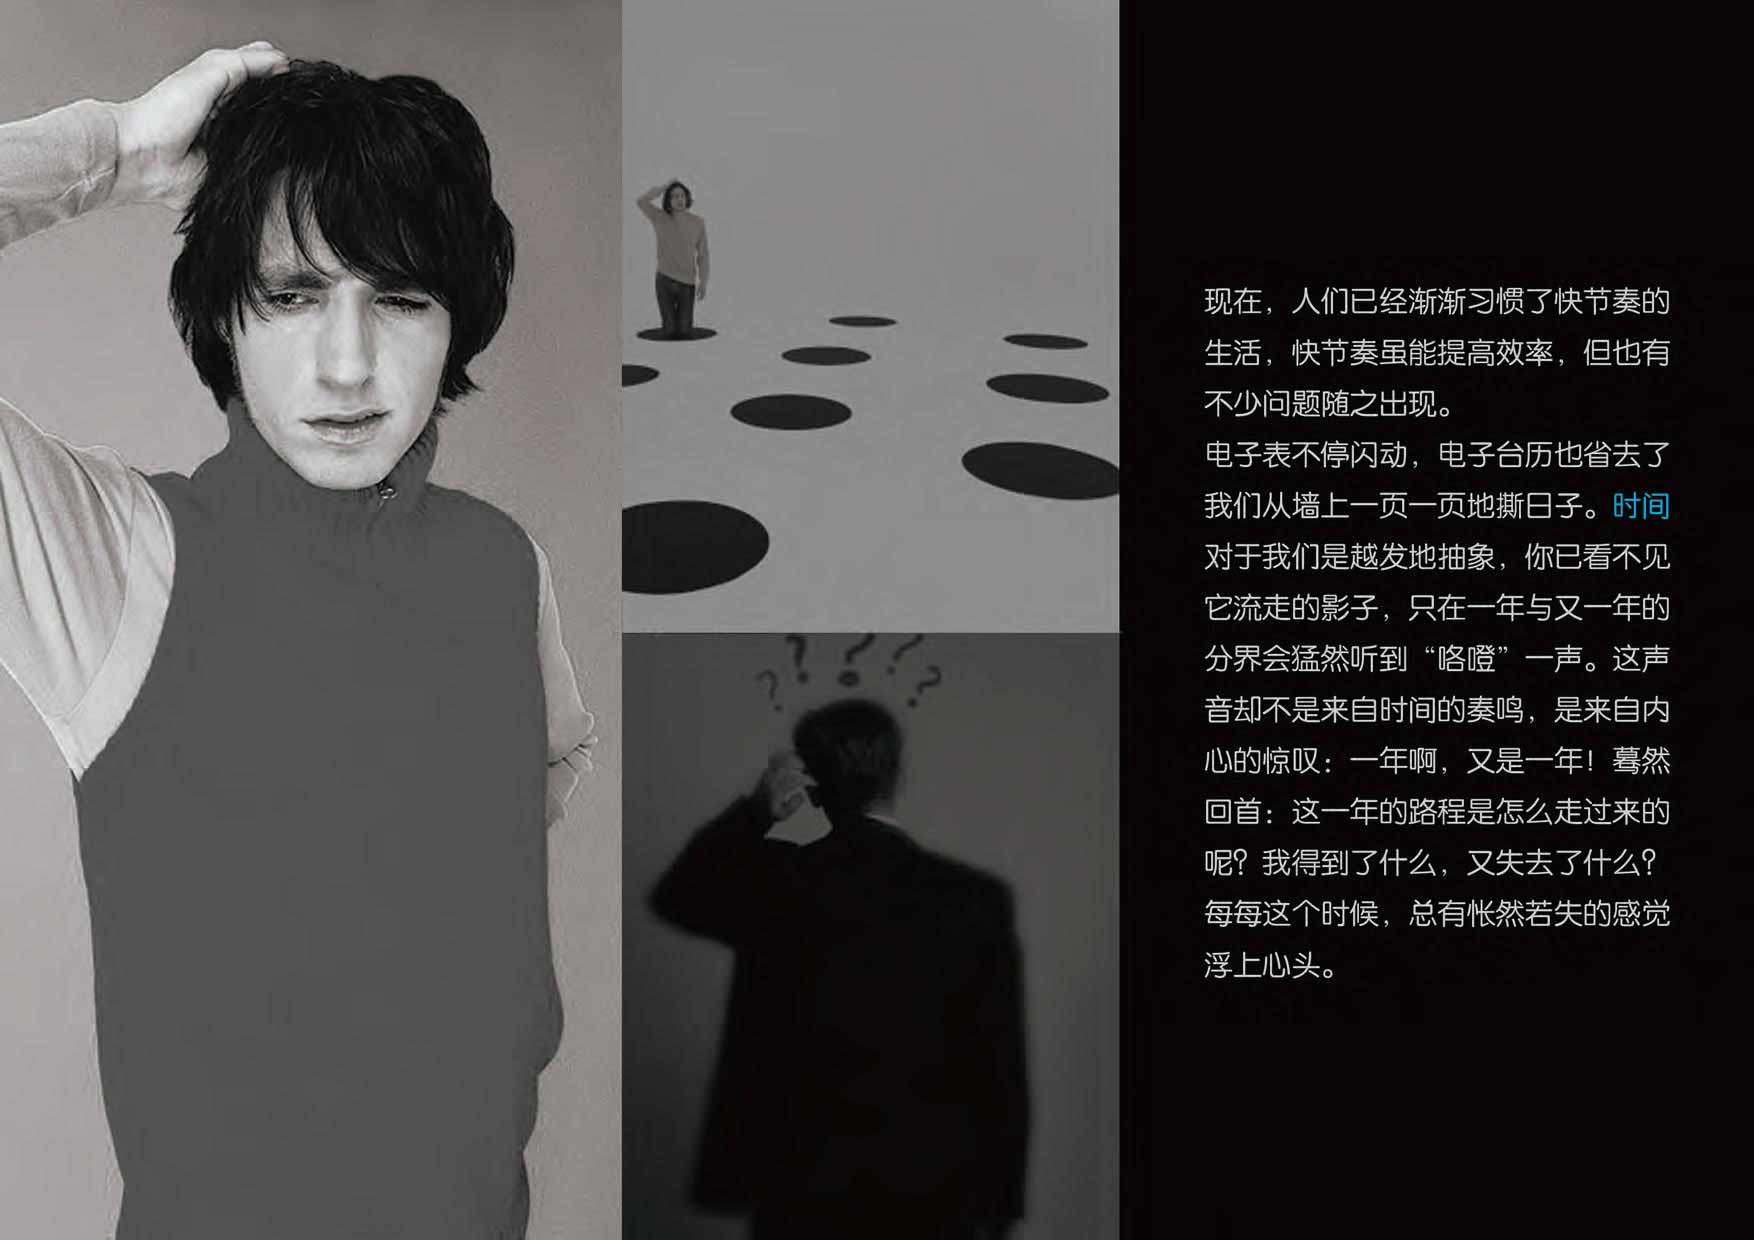 现在，人们已经渐渐习惯了快节奏的
生活，快节奏虽能提高效率，但也有
不少问题随之出现。
电子表不停闪动，电子台历也省去了
我们从墙上一页一页地撕日子。时间
对于我们是越发地抽象，你已看不见
它流走的影子，只在一年与又一年的
分界会猛然听到“咯噔”一声。这声
音却不是来自时间的奏鸣，是来自内
心的惊叹：一年啊，又是一年！蓦然
回首：这一年的路程是怎么走过来的
呢？我得到了什么，又失去了什么？
每每这个时候，总有怅然若失的感觉
浮上心头。